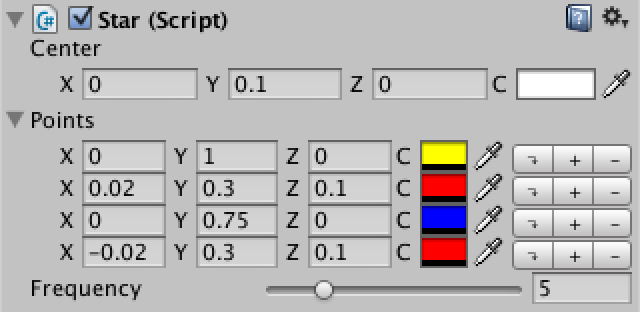 Star (Script)
Center
X 0 Y 0.1 Z 0 C
Points
X 0 Y 1 Z 0 C + -
X 0.02 Y 0.3 Z 0.1 C + -
X 0 Y 0.75 Z 0 C + -
X -0.02 Y 0.3 Z 0.1 C + -
Frequency 5